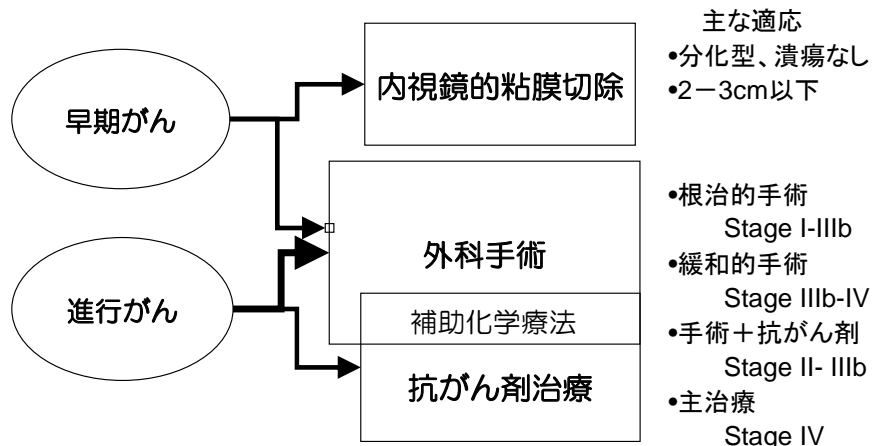 主な適応
•分化型、潰瘍なし
•2－3cm以下
内視鏡的粘膜切除
早期がん
•根治的手術
Stage I-IIIb
•緩和的手術
Stage IIIb-IV
•手術＋抗がん剤
Stage II- IIIb
•主治療
Stage IV
外科手術
進行がん
補助化学療法
抗がん剤治療